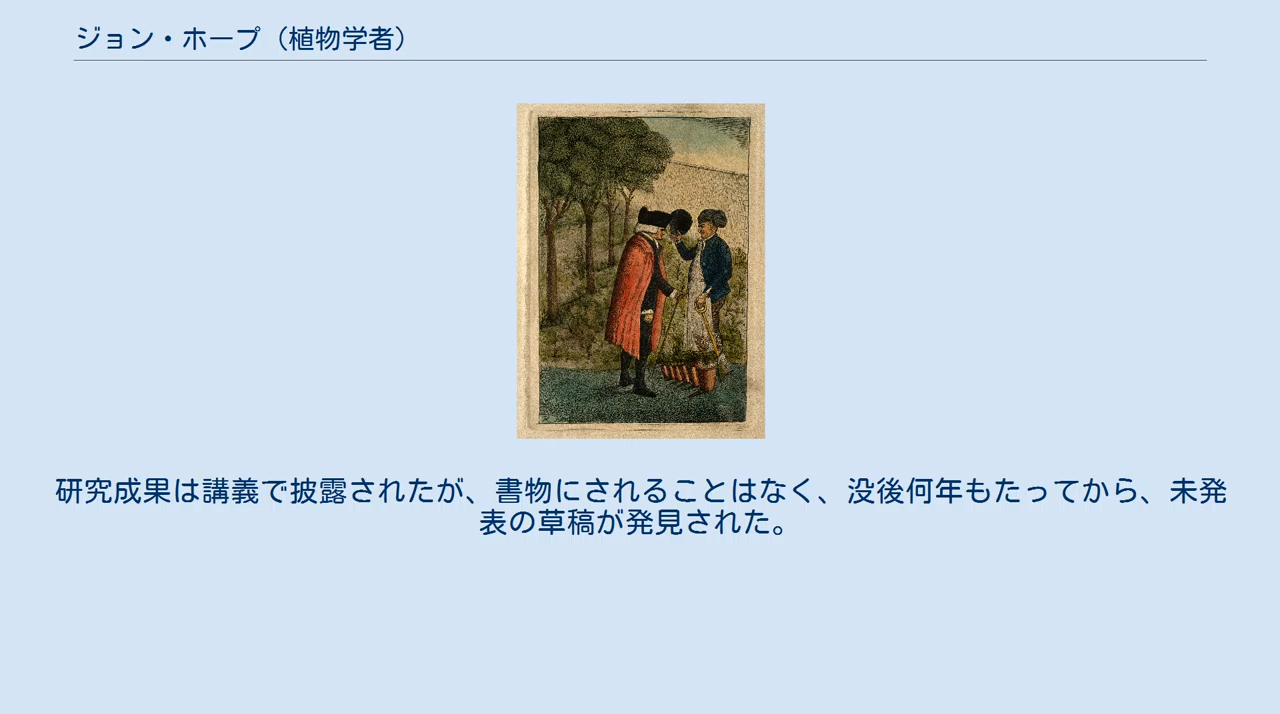 ジョン・ホープ（植物学者）
研究成果は講義で披露されたが、書物にされることはなく、没後何年もたってから、未発
表の草稿が発見された。